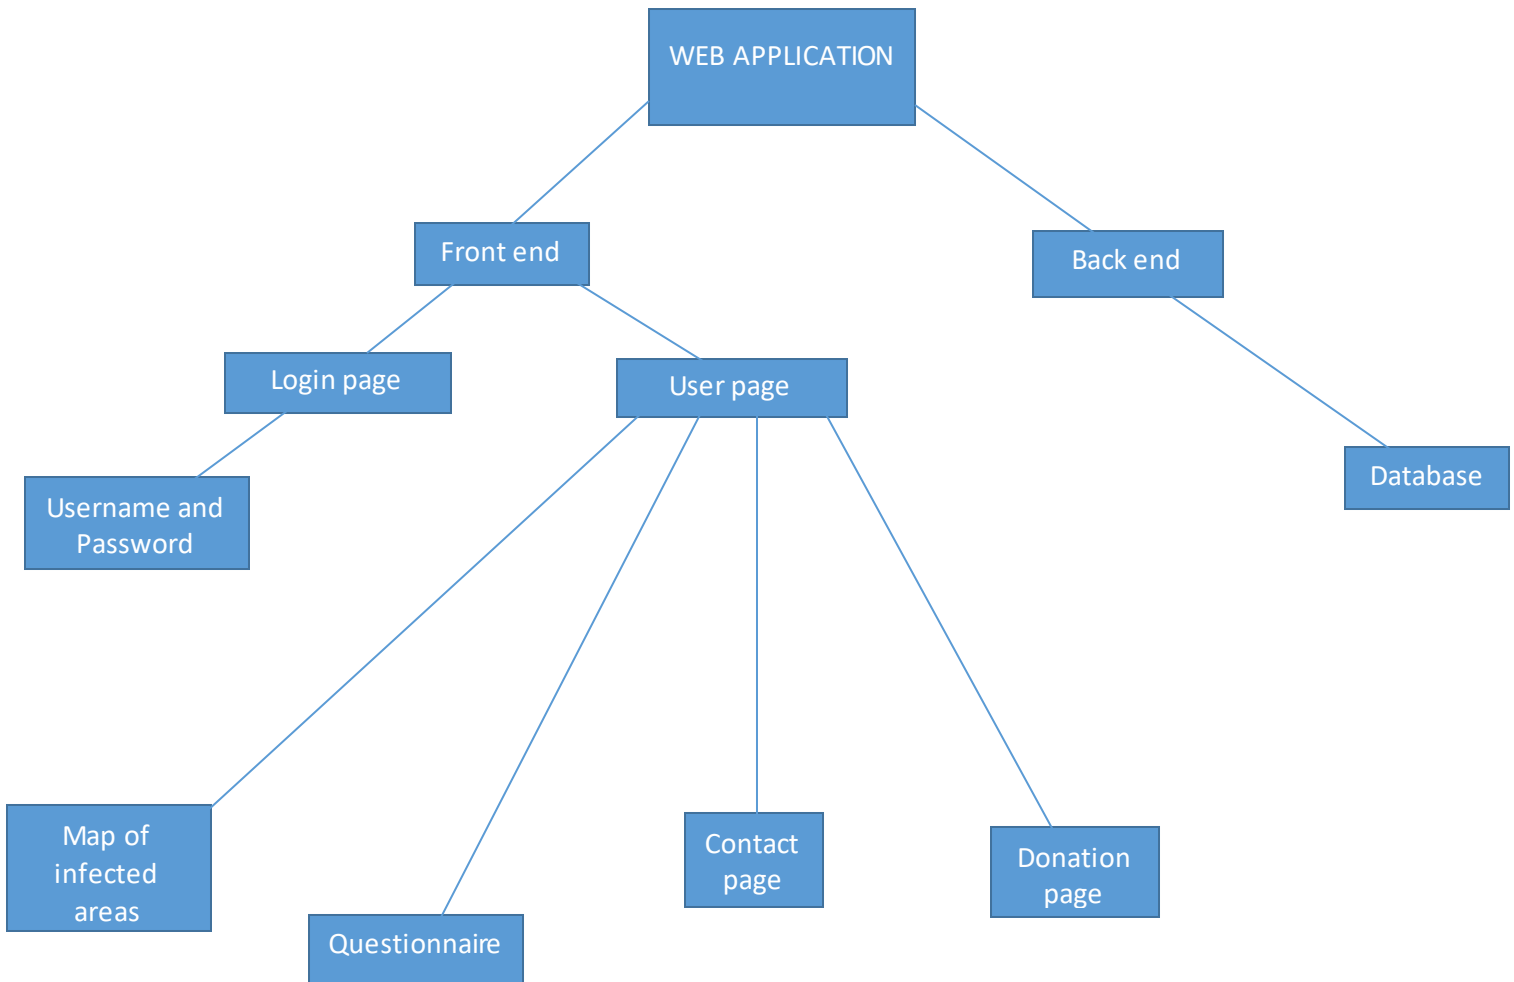 WEB APPLICATION
Front end
Back end
Login page
User page
Database
Username and
Password
Map of
infected
areas
Questionnaire
Contact
page
Donation
page